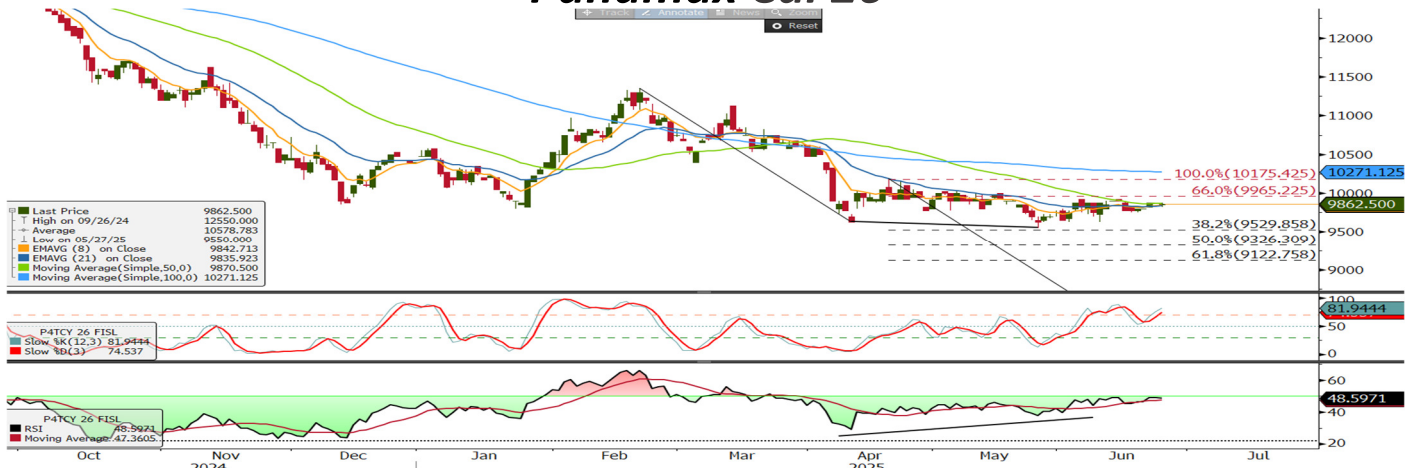 Panamax Cal 26
+ Track Annotate News Zoom
Reset
12000
11500
11000
10500
10000
9500
9000
10271.125
9862.500
100.0%(10175.425)
66.0%(9965.225)
38.2%(9529.858)
50.0%(9326.309)
61.8%(9122.758)
Last Price 9862.500
High on 09/26/24 12550.000
Average 10578.783
Low on 05/27/25 9550.000
EMAVG (8) on Close 9842.713
EMAVG (21) on Close 9835.923
Moving Average(Simple,50,0) 9870.500
Moving Average(Simple,100,0) 10271.125
P4TCY 26 FISL
Slow %K(12,3) 81.9444
Slow %D(3) 74.537
100
81.9444
50
0
P4TCY 26 FISL
RSI 48.5971
Moving Average 47.3605
60
48.5971
40
20
Oct Nov Dec Jan Feb Mar Apr May Jun Jul
2024 2025